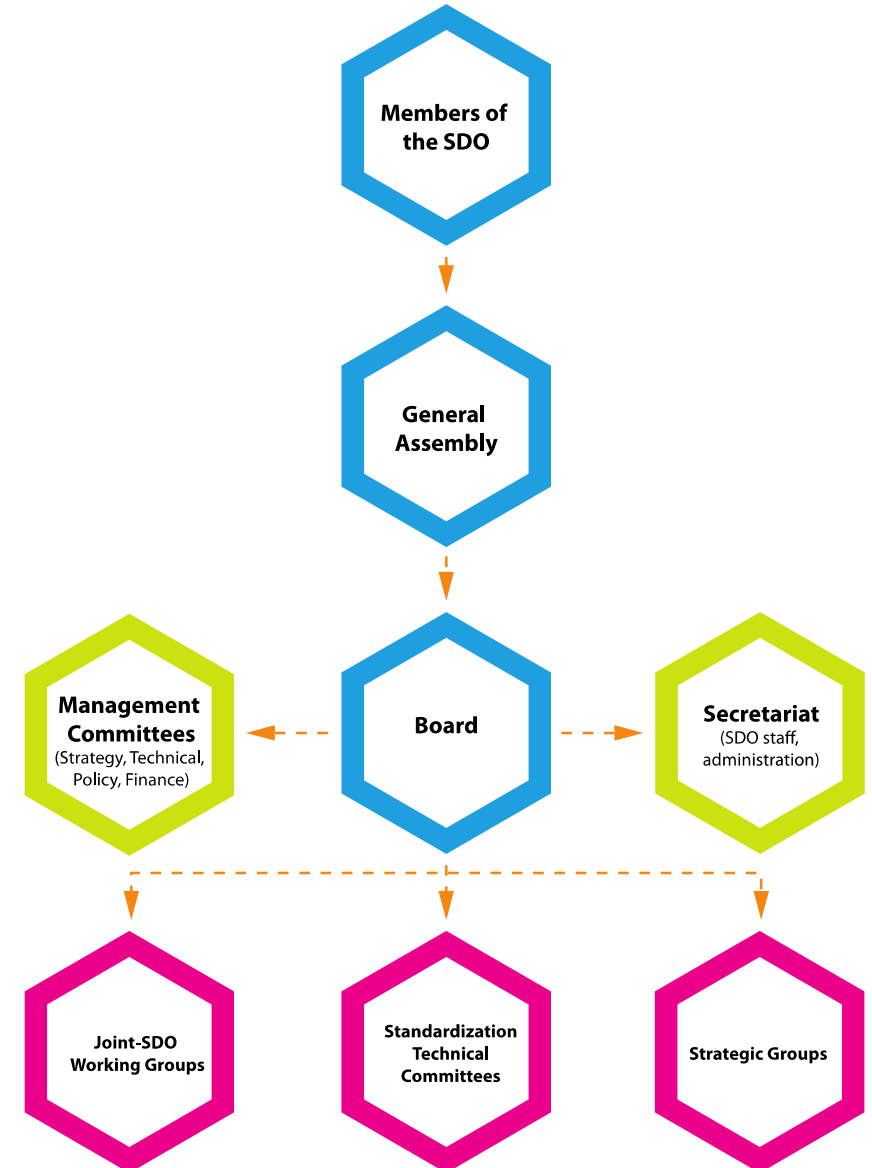 Members of
the SDO
General
Assembly
Management
Committees
(Strategy, Technical,
Policy, Finance)
Board
Secretariat
(SDO staff,
administration)
Joint-SDO
Working Groups
Standardization
Technical
Committees
Strategic Groups